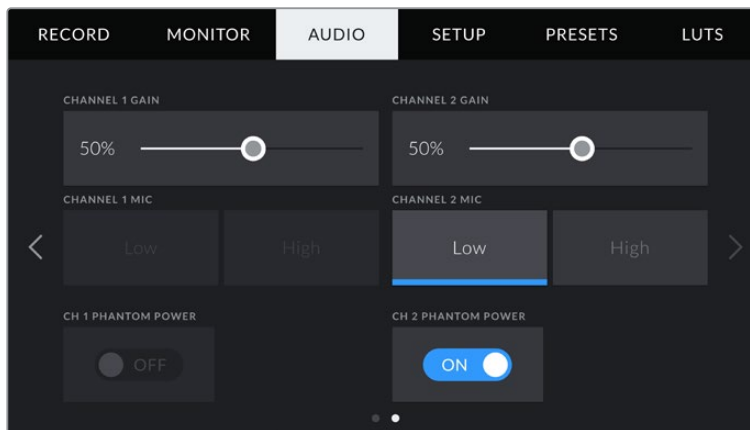 RECORD MONITOR AUDIO SETUP PRESETS LUTS
CHANNEL 1 GAIN CHANNEL 2 GAIN
50% 50%
CHANNEL 1 MIC CHANNEL 2 MIC
Low High Low High
CH 1 PHANTOM POWER CH 2 PHANTOM POWER
OFF ON